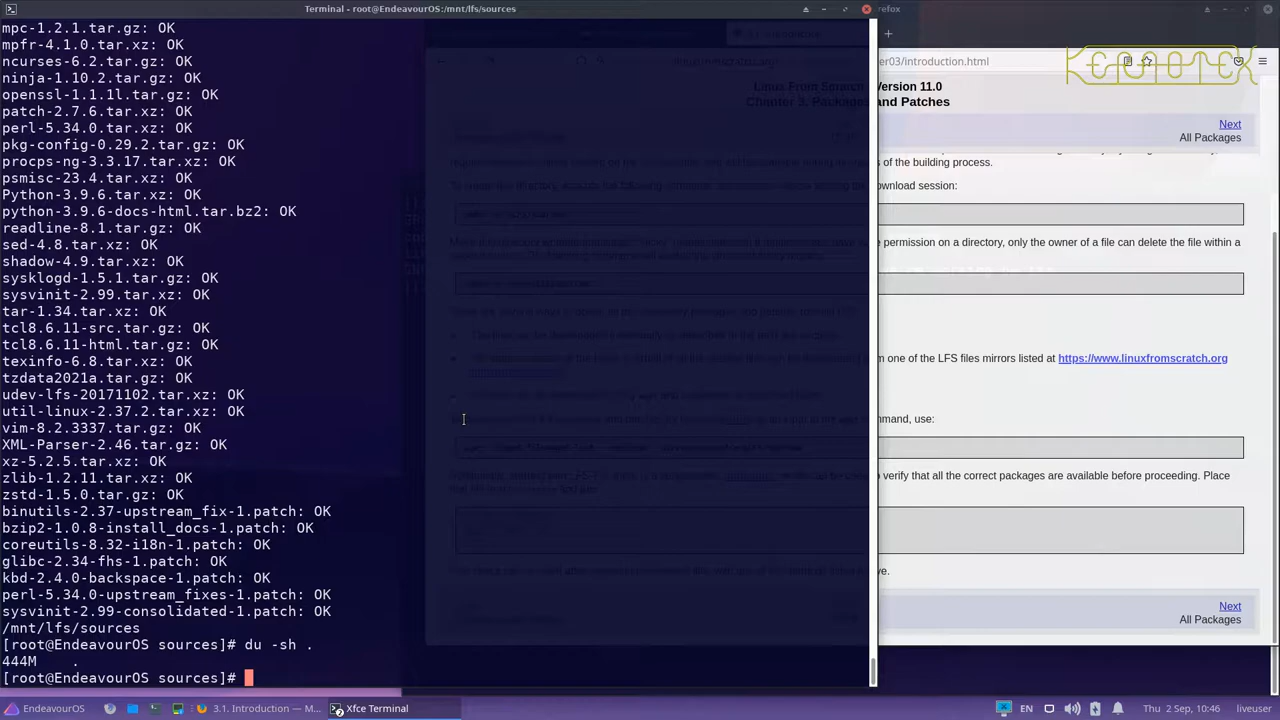 Terminal - root@EndeavourOS:/mnt/lfs/sources
mpc-1.2.1.tar.gz: OK
mpfr-4.1.0.tar.xz: OK
ncurses-6.2.tar.gz: OK
ninja-1.10.2.tar.gz: OK
openssl-1.1.1l.tar.gz: OK
patch-2.7.6.tar.xz: OK
perl-5.34.0.tar.xz: OK
pkg-config-0.29.2.tar.gz: OK
procps-ng-3.3.17.tar.xz: OK
psmisc-23.4.tar.xz: OK
Python-3.9.6.tar.xz: OK
python-3.9.6-docs-html.tar.bz2: OK
readline-8.1.tar.gz: OK
sed-4.8.tar.xz: OK
shadow-4.9.tar.xz: OK
sysklogd-1.5.1.tar.gz: OK
sysvinit-2.99.tar.xz: OK
tar-1.34.tar.xz: OK
tcl8.6.11-src.tar.gz: OK
tcl8.6.11-html.tar.gz: OK
texinfo-6.8.tar.xz: OK
tzdata2021a.tar.gz: OK
udev-lfs-20171102.tar.xz: OK
util-linux-2.37.2.tar.xz: OK
vim-8.2.3337.tar.gz: OK
XML-Parser-2.46.tar.gz: OK
xz-5.2.5.tar.xz: OK
zlib-1.2.11.tar.xz: OK
zstd-1.5.0.tar.gz: OK
binutils-2.37-upstream_fix-1.patch: OK
bzip2-1.0.8-install_docs-1.patch: OK
coreutils-8.32-i18n-1.patch: OK
glibc-2.34-fhs-1.patch: OK
kbd-2.4.0-backspace-1.patch: OK
perl-5.34.0-upstream_fixes-1.patch: OK
sysvinit-2.99-consolidated-1.patch: OK
/mnt/lfs/sources
[root@EndeavourOS sources]# du -sh .
444M .
[root@EndeavourOS sources]#
efox
er03/introduction.html
KEMOTEX
Linux From Scratch Version 11.0
Chapter 3. Packages and Patches
Next
All Packages
s of the building process.
ownload session:
permission on a directory, only the owner of a file can delete the file within a
m one of the LFS files mirrors listed at https://www.linuxfromscratch.org
mmand, use:
verify that all the correct packages are available before proceeding. Place
ve.
Next
All Packages
EndeavourOS
3.1. Introduction — M...
Xfce Terminal
EN
Thu 2 Sep, 10:46
liveuser